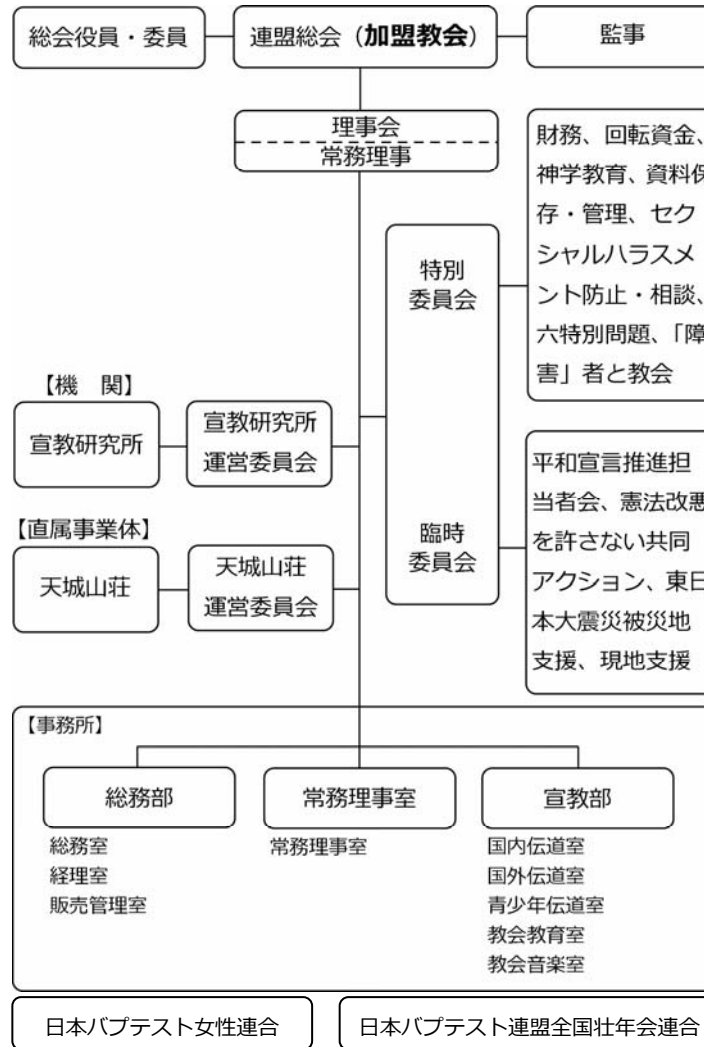 総会役員・委員
連盟総会（加盟教会）
監事
理事会
常務理事
特別
委員会
財務、回転資金、
神学教育、資料保
存・管理、セク
シャルハラスメ
ント防止・相談、
六特別問題、「障
害」者と教会
【機　関】
宣教研究所
宣教研究所
運営委員会
【直属事業体】
天城山荘
天城山荘
運営委員会
臨時
委員会
平和宣言推進担
当者会、憲法改悪
を許さない共同
アクション、東日
本大震災被災地
支援、現地支援
【事務所】
総務部
総務室
経理室
販売管理室
常務理事室
常務理事室
宣教部
国内伝道室
国外伝道室
青少年伝道室
教会教育室
教会音楽室
日本バプテスト女性連合
日本バプテスト連盟全国壮年会連合